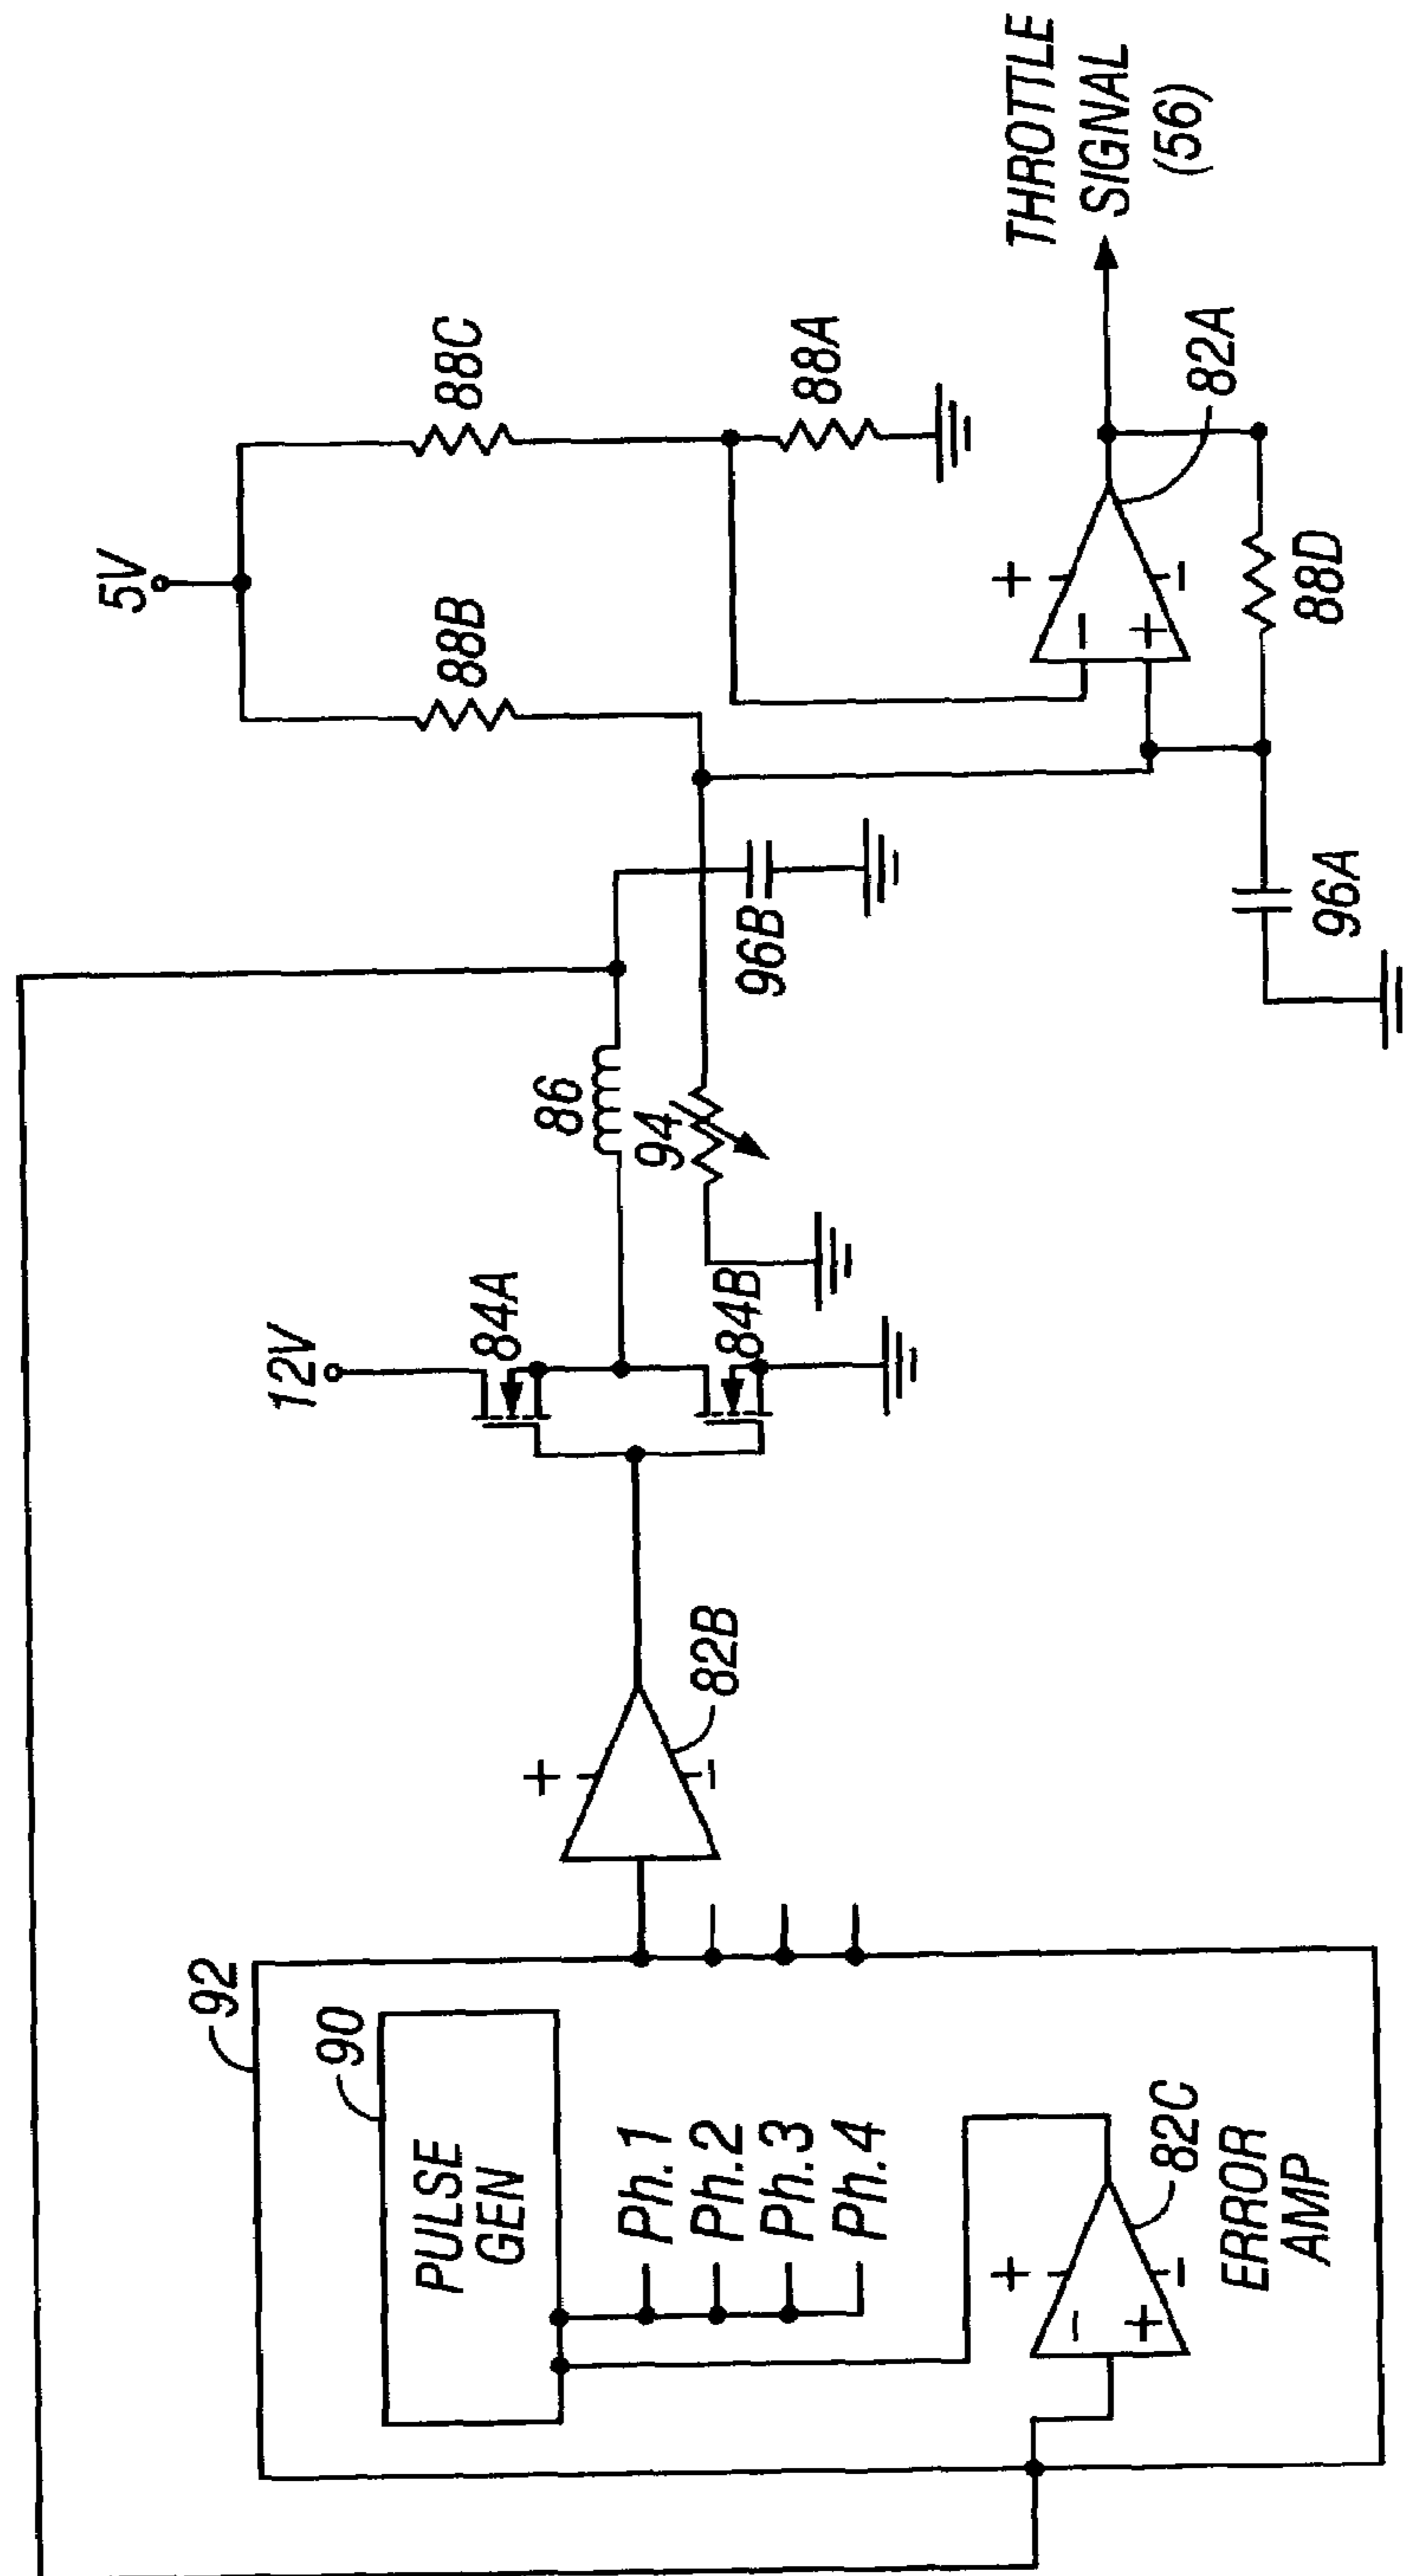 92
90
PULSE
GEN
Ph.1
Ph.2
Ph.3
Ph.4
+
-
-
+
82C
ERROR
AMP
+
-
82B
12V
84A
84B
86
94
96B
5V
88B
88C
88A
+
-
-
+
82A
88D
96A
THROTTLE
SIGNAL
(56)